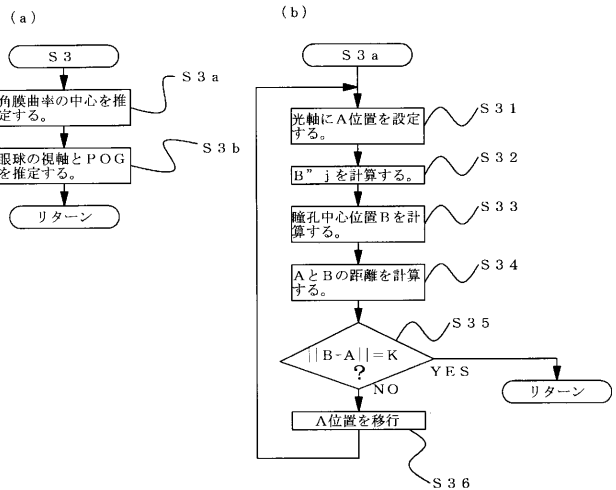 (a)
S3
角膜曲率の中心を推
定する。
S3a
眼球の視軸とPOG
を推定する。
S3b
リターン
(b)
S3a
光軸にA位置を設定
する。
S31
B"jを計算する。
S32
瞳孔中心位置Bを計
算する。
S33
AとBの距離を計算
する。
S34
||B-A||=K
?
S35
YES
リターン
NO
A位置を移行
S36